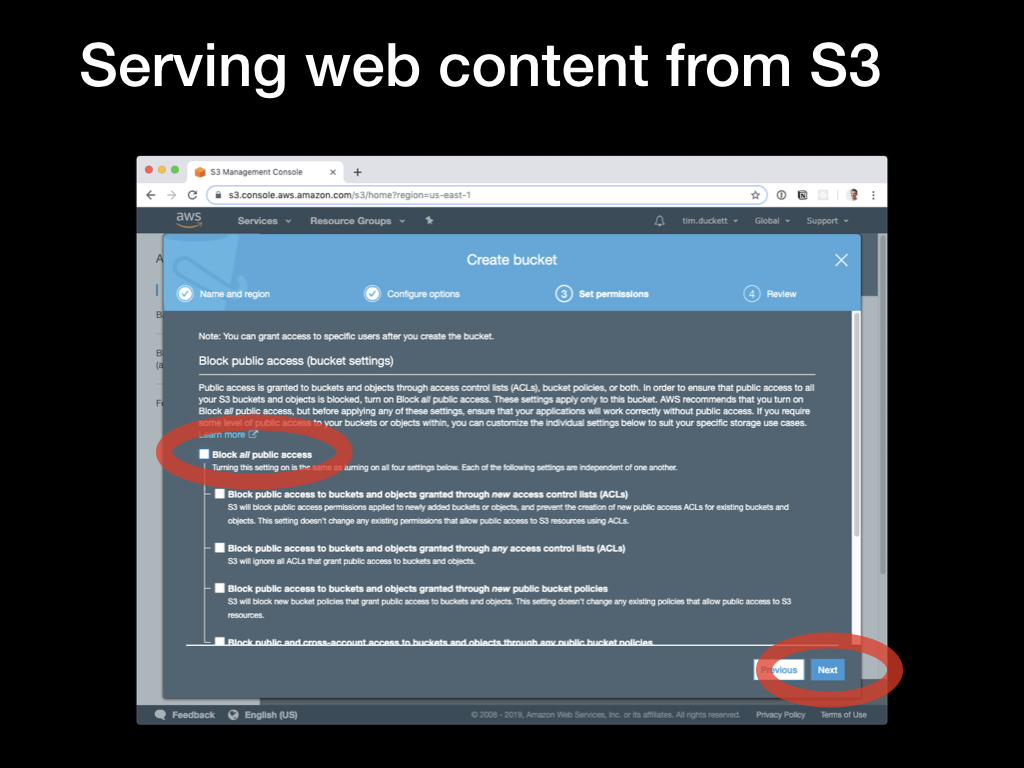 Serving web content from S3
S3 Management Console
s3.console.aws.amazon.com/s3/home?region=us-east-1
aws Services Resource Groups tim.duckett Global Support
Create bucket
Name and region Configure options 3 Set permissions 4 Review
Note: You can grant access to specific users after you create the bucket.
Block public access (bucket settings)
Public access is granted to buckets and objects through access control lists (ACLs), bucket policies, or both. In order to ensure that public access to all
your S3 buckets and objects is blocked, turn on Block all public access. These settings apply only to this bucket. AWS recommends that you turn on
Block all public access, but before applying any of these settings, ensure that your applications will work correctly without public access. If you require
some level of public access to your buckets or objects within, you can customize the individual settings below to suit your specific storage use cases.
Learn more
Block all public access
Turning this setting on is the same as turning on all four settings below. Each of the following settings are independent of one another.
Block public access to buckets and objects granted through new access control lists (ACLs)
S3 will block public access permissions applied to newly added buckets or objects, and prevent the creation of new public access ACLs for existing buckets and
objects. This setting doesn't change any existing permissions that allow public access to S3 resources using ACLs.
Block public access to buckets and objects granted through any access control lists (ACLs)
S3 will ignore all ACLs that grant public access to buckets and objects.
Block public access to buckets and objects granted through new public bucket policies
S3 will block new bucket policies that grant public access to buckets and objects. This setting doesn't change any existing policies that allow public access to S3
resources.
Block public and cross-account access to buckets and objects through any public bucket policies
Previous Next
Feedback English (US) © 2008 - 2019, Amazon Web Services, Inc. or its affiliates. All rights reserved. Privacy Policy Terms of Use